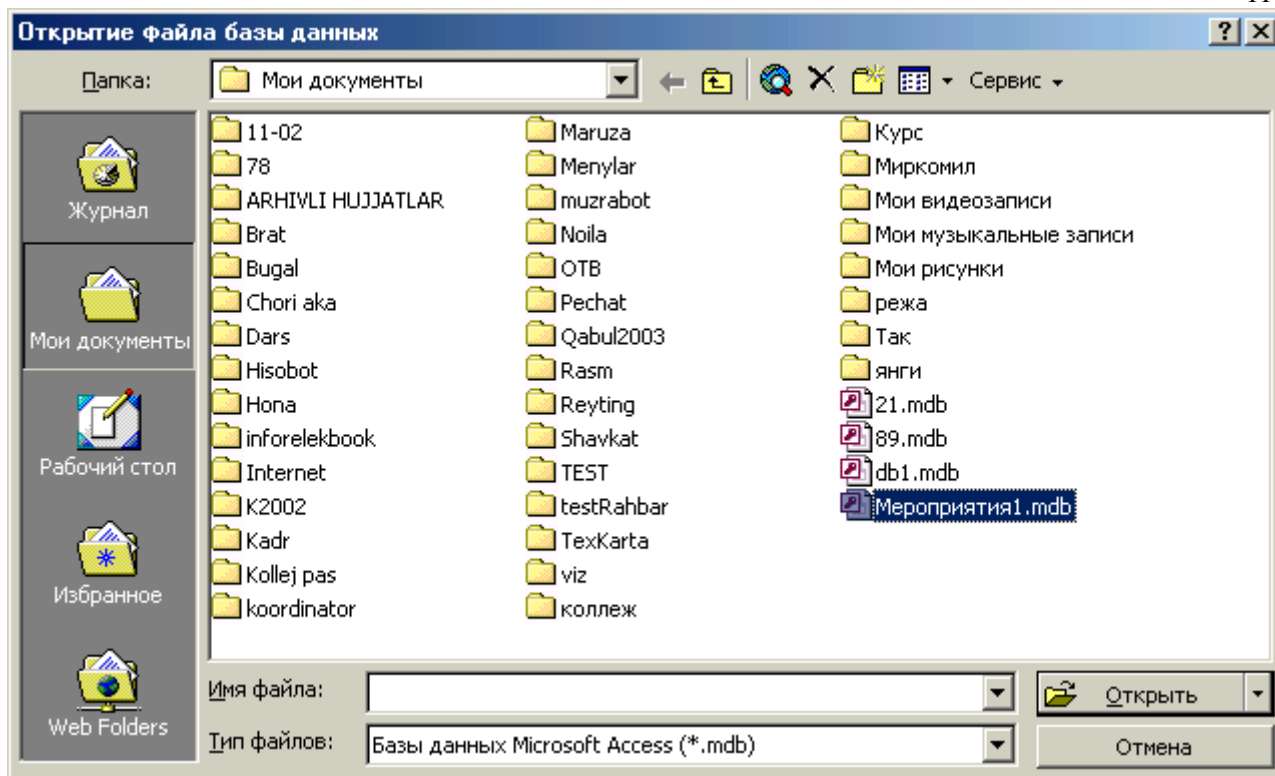 Открытие файла базы данных
Папка:
Мои документы
Сервис
Журнал
Мои документы
Рабочий стол
Избранное
Web Folders
11-02
78
ARHIVLI HUJJATLAR
Brat
Bugal
Chori aka
Dars
Hisobot
Hona
inforelekbook
Internet
K2002
Kadr
Kollej pas
koordinator
Maruza
Menylar
muzrabot
Noila
OTB
Pechat
Qabul2003
Rasm
Reyting
Shavkat
TEST
testRahbar
TexKarta
viz
коллеж
Курс
Миркомил
Мои видеозаписи
Мои музыкальные записи
Мои рисунки
режа
Так
янги
21.mdb
89.mdb
db1.mdb
Мероприятия1.mdb
Имя файла:
Открыть
Тип файлов:
Базы данных Microsoft Access (*.mdb)
Отмена